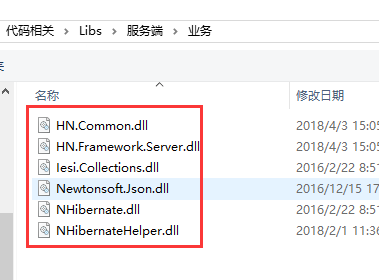 代码相关 > Libs > 服务端 > 业务
名称
修改日期
HN.Common.dll
2018/4/3 15:05
HN.Framework.Server.dll
2018/4/3 15:05
Iesi.Collections.dll
2016/2/22 8:5
Newtonsoft.Json.dll
2016/12/15 17
NHibernate.dll
2016/2/22 8:5
NHibernateHelper.dll
2018/2/1 11:36